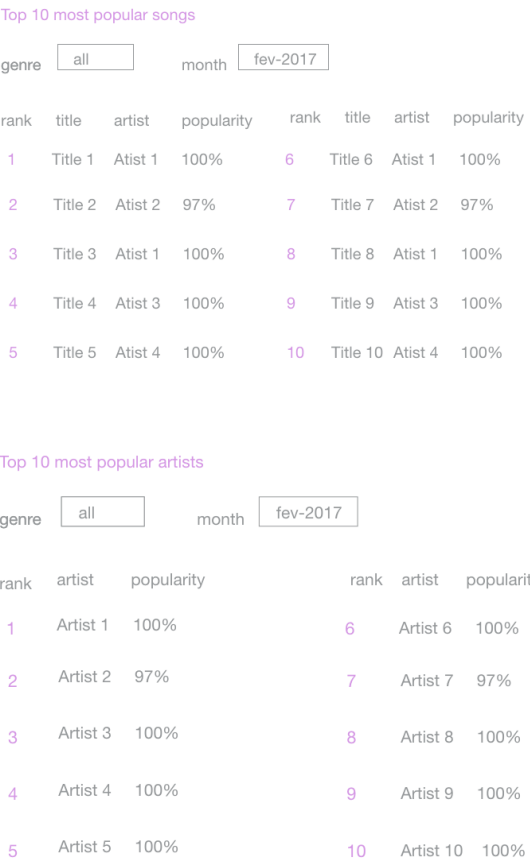 Top 10 most popular songs
genre all month fev-2017
rank title artist popularity rank title artist popularity
1 Title 1 Atist 1 100% 6 Title 6 Atist 1 100%
2 Title 2 Atist 2 97% 7 Title 7 Atist 2 97%
3 Title 3 Atist 1 100% 8 Title 8 Atist 1 100%
4 Title 4 Atist 3 100% 9 Title 9 Atist 3 100%
5 Title 5 Atist 4 100% 10 Title 10 Atist 4 100%
Top 10 most popular artists
genre all month fev-2017
rank artist popularity rank artist popularit
1 Artist 1 100% 6 Artist 6 100%
2 Artist 2 97% 7 Artist 7 97%
3 Artist 3 100% 8 Artist 8 100%
4 Artist 4 100% 9 Artist 9 100%
5 Artist 5 100% 10 Artist 10 100%